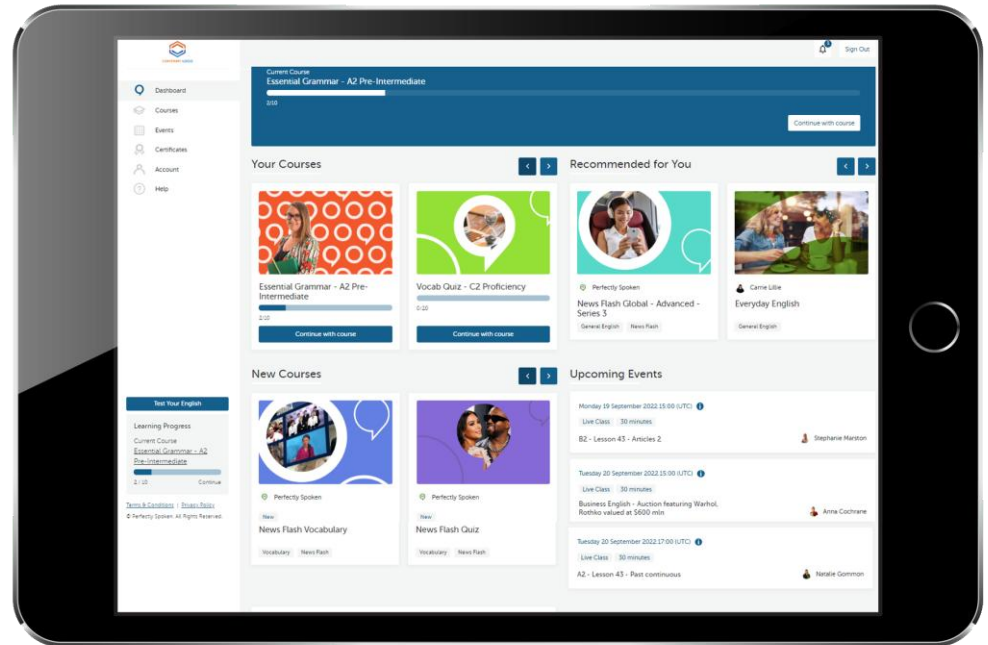 Sign Out
Dashboard
Courses
Events
Certificates
Account
Help
Current Course
Essential Grammar - A2 Pre-Intermediate
2/10
Continue with course
Your Courses
Essential Grammar - A2 Pre-
Intermediate
2/10
Continue with course
Vocab Quiz - C2 Proficiency
0/20
Continue with course
Recommended for You
Perfectly Spoken
News Flash Global - Advanced -
Series 3
General English
News Flash
Carrie Lillie
Everyday English
General English
New Courses
Perfectly Spoken
New
News Flash Vocabulary
Vocabulary
News Flash
Perfectly Spoken
New
News Flash Quiz
Vocabulary
News Flash
Upcoming Events
Monday 19 September 2022 15:00 (UTC)
Live Class
30 minutes
B2 - Lesson 43 - Articles 2
Stephanie Marston
Tuesday 20 September 2022 15:00 (UTC)
Live Class
30 minutes
Business English - Auction featuring Warhol,
Rothko valued at $600 mln
Anna Cochrane
Tuesday 20 September 2022 17:00 (UTC)
Live Class
30 minutes
A2 - Lesson 43 - Past continuous
Natalie Gommon
Test Your English
Learning Progress
Current Course
Essential Grammar - A2
Pre-Intermediate
2 / 10
Continue
Terms & Conditions | Privacy Policy
© Perfectly Spoken. All Rights Reserved.